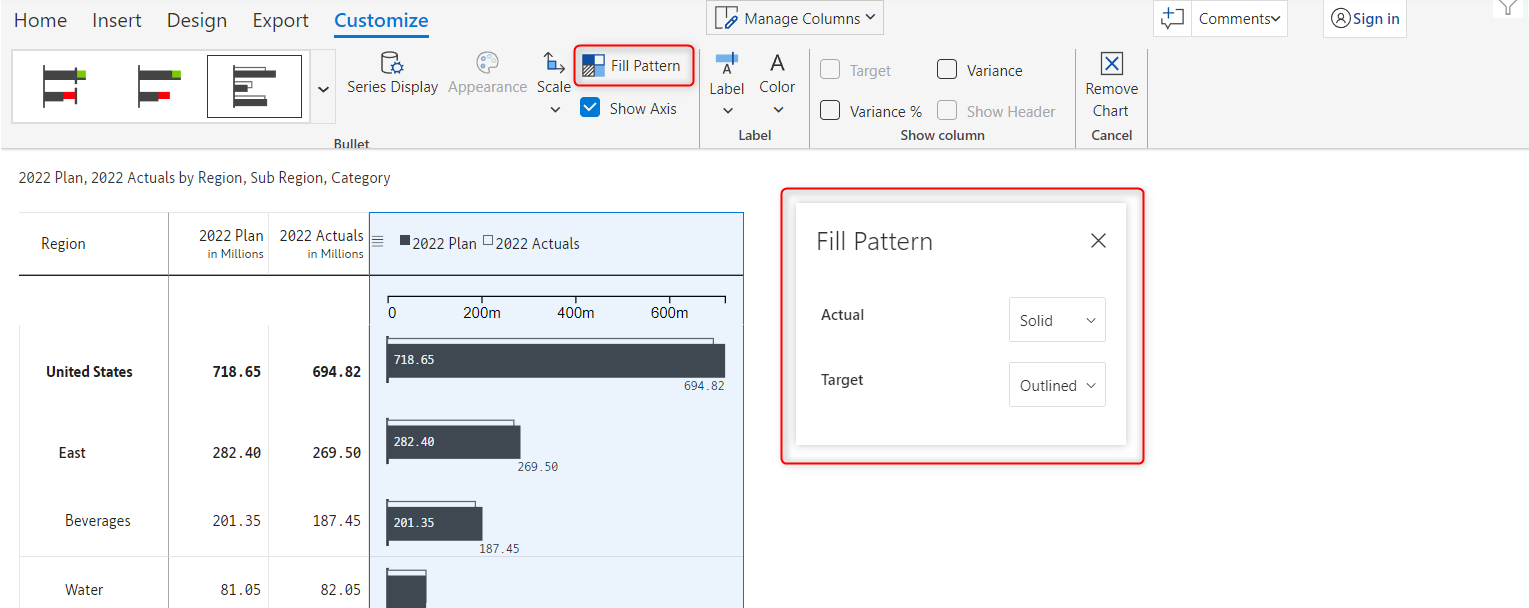 Home Insert Design Export Customize
Manage Columns
Comments
Sign in
Series Display
Appearance
Scale
Fill Pattern
Show Axis
Bullet
Label
Color
Label
Target
Variance
Variance %
Show Header
Show column
Remove
Chart
Cancel
2022 Plan, 2022 Actuals by Region, Sub Region, Category
Region
2022 Plan
in Millions
2022 Actuals
in Millions
2022 Plan 2022 Actuals
0 200m 400m 600m
United States 718.65 694.82 718.65
694.82
East 282.40 269.50 282.40
269.50
Beverages 201.35 187.45 201.35
187.45
Water 81.05 82.05
Fill Pattern
Actual Solid
Target Outlined